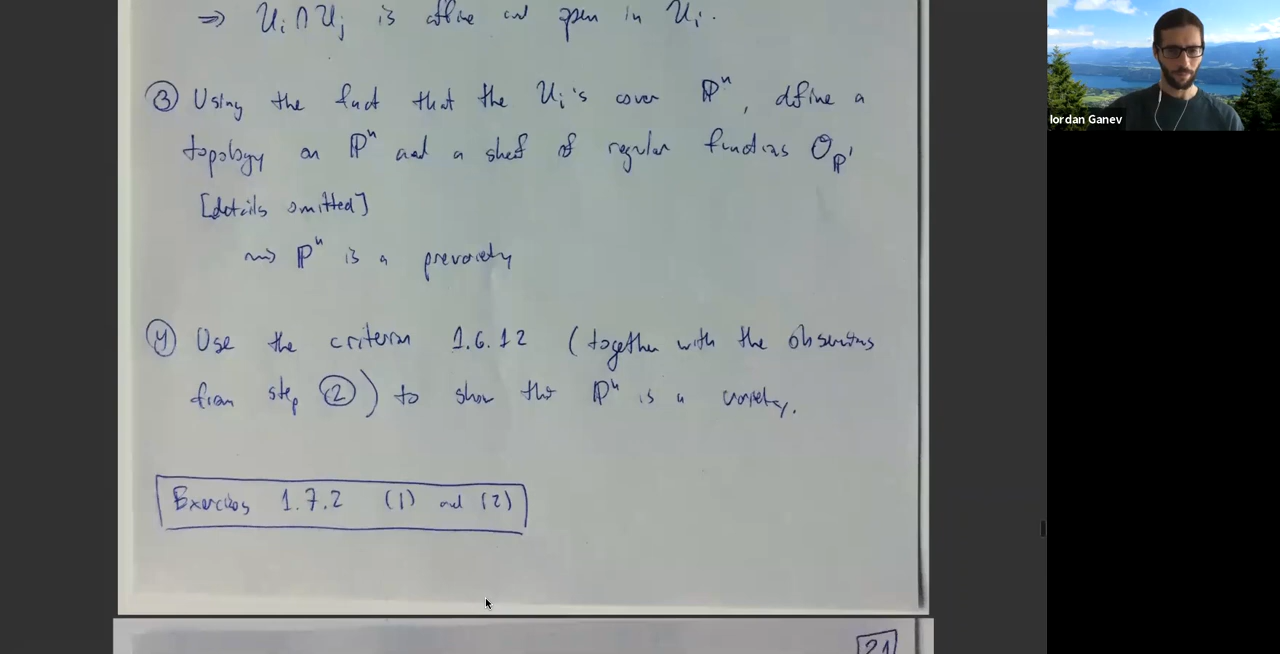 ⇒ Uᵢ ∩ Uⱼ is affine and open in Uᵢ.
③ Using the fact that the Uᵢ's cover ℙⁿ, define a
topology on ℙⁿ and a sheaf of regular functions 𝒪_ℙ'
[details omitted]
⇝ ℙⁿ is a prevariety
④ Use the criterion 1.6.12 (together with the observations
from step ②) to show that ℙⁿ is a variety.
Exercises 1.7.2 (1) and (2)
21
Iordan Ganev